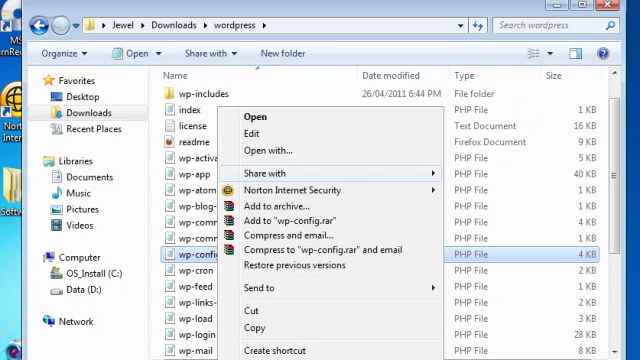 Jewel ▸ Downloads ▸ wordpress
Search wordpress
Organize
Open
Share with
New folder
Name
Date modified
Type
Size
Favorites
Desktop
Downloads
Recent Places
Libraries
Documents
Music
Pictures
Videos
Computer
OS_Install (C:)
Data (D:)
Network
wp-includes 26/04/2011 6:44 PM File folder
index PHP File 1 KB
license Text Document 16 KB
readme Firefox Document 9 KB
wp-activa PHP File 5 KB
wp-app PHP File 40 KB
wp-atom PHP File 1 KB
wp-blog- PHP File 1 KB
wp-comm PHP File 4 KB
wp-comm PHP File 1 KB
wp-config PHP File 4 KB
wp-cron PHP File 2 KB
wp-feed PHP File 1 KB
wp-links- PHP File 2 KB
wp-load PHP File 3 KB
wp-login PHP File 28 KB
wp-mail PHP File 8 KB
Open
Edit
Open with...
Share with
Norton Internet Security
Add to archive...
Add to "wp-config.rar"
Compress and email...
Compress to "wp-config.rar" and email
Restore previous versions
Send to
Cut
Copy
Create shortcut
MS
Softw